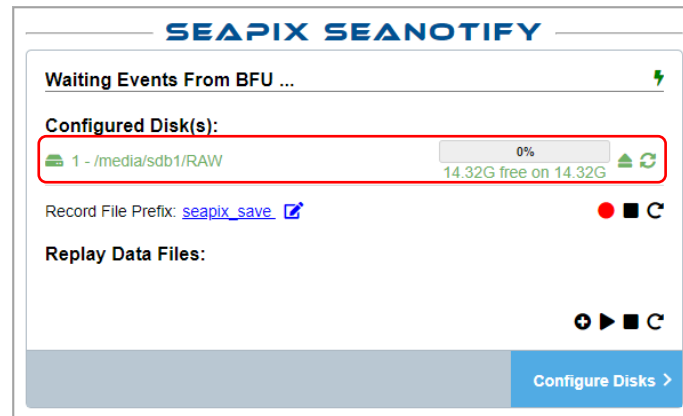 SEAPIX SEANOTIFY
Waiting Events From BFU ...
Configured Disk(s):
1 - /media/sdb1/RAW
0%
14.32G free on 14.32G
Record File Prefix: seapix_save
Replay Data Files:
Configure Disks